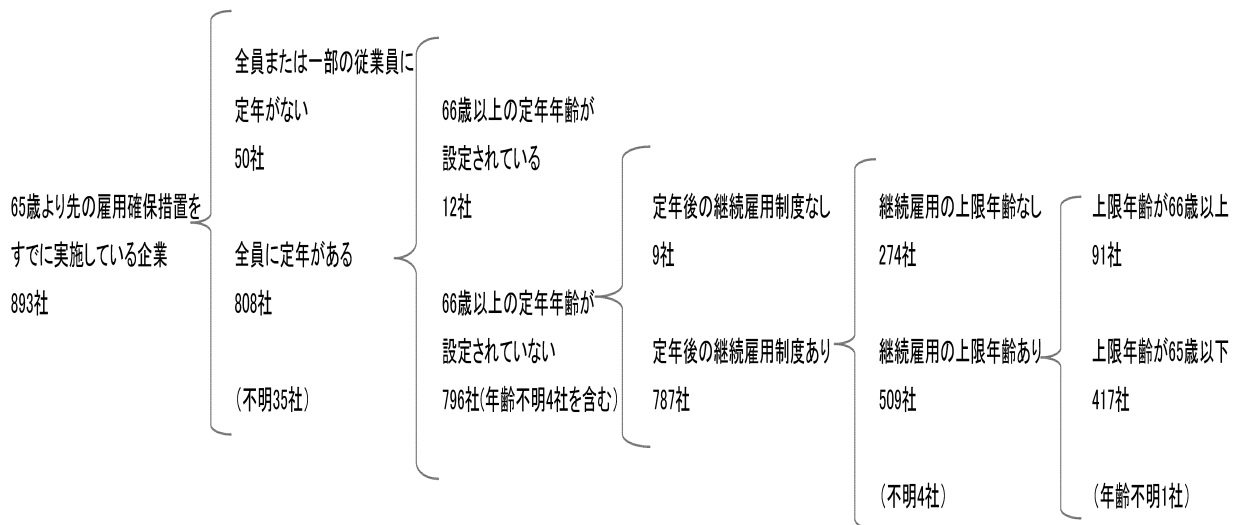 65歳より先の雇用確保措置を
すでに実施している企業
893社
全員または一部の従業員に
定年がない
50社
全員に定年がある
808社
(不明35社)
66歳以上の定年年齢が
設定されている
12社
66歳以上の定年年齢が
設定されていない
796社(年齢不明4社を含む)
定年後の継続雇用制度なし
9社
定年後の継続雇用制度あり
787社
継続雇用の上限年齢なし
274社
継続雇用の上限年齢あり
509社
(不明4社)
上限年齢が66歳以上
91社
上限年齢が65歳以下
417社
(年齢不明1社)